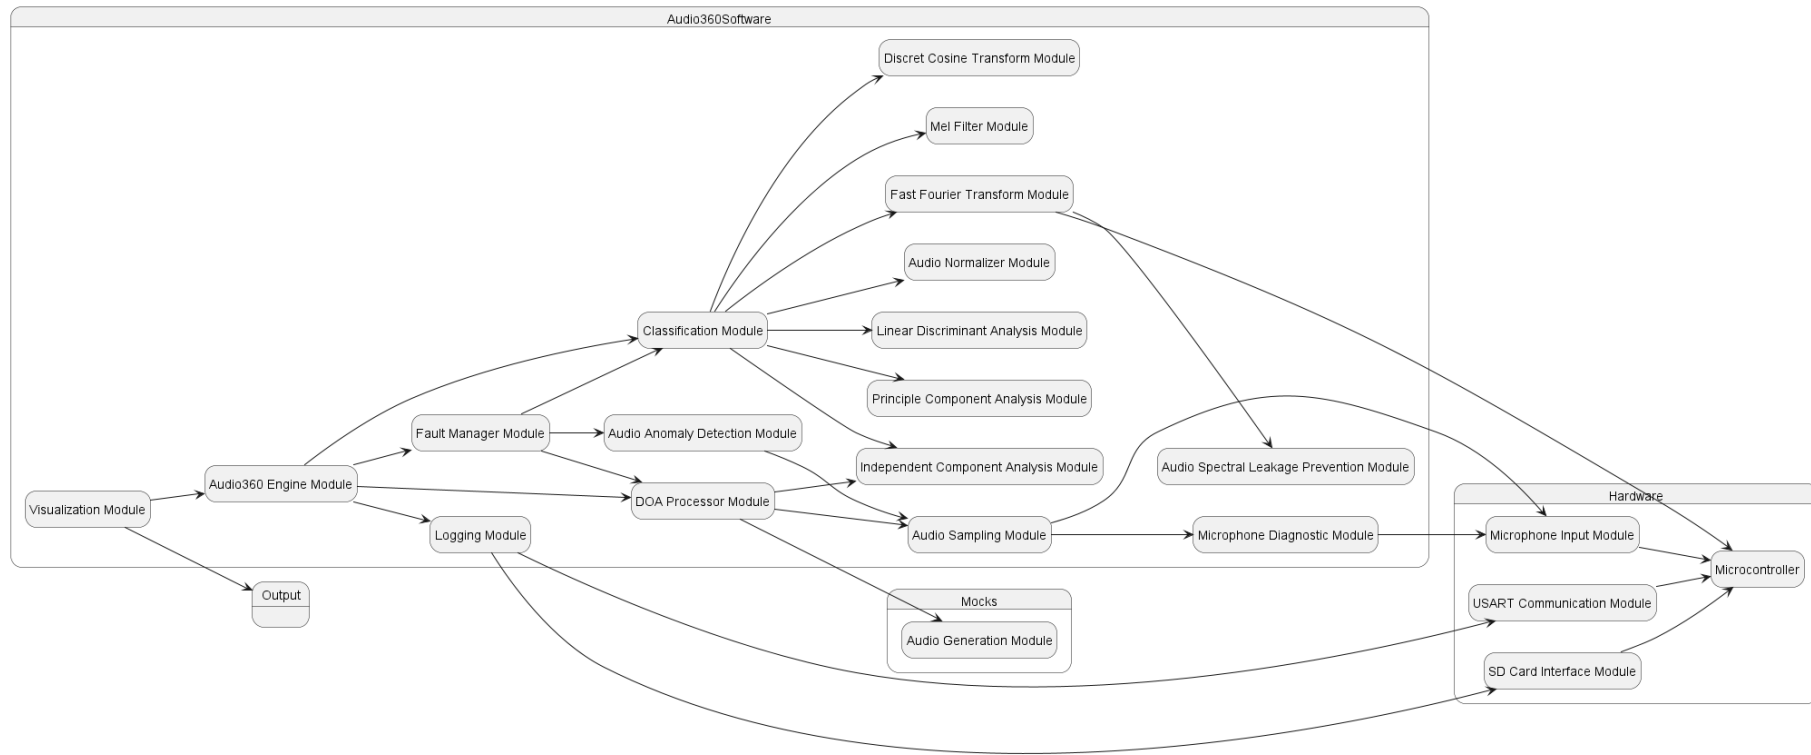 Audio360Software
Discret Cosine Transform Module
Mel Filter Module
Fast Fourier Transform Module
Audio Normalizer Module
Classification Module
Linear Discriminant Analysis Module
Principle Component Analysis Module
Fault Manager Module
Audio Anomaly Detection Module
Independent Component Analysis Module
Audio Spectral Leakage Prevention Module
Audio360 Engine Module
Visualization Module
DOA Processor Module
Logging Module
Audio Sampling Module
Microphone Diagnostic Module
Hardware
Microphone Input Module
Microcontroller
USART Communication Module
SD Card Interface Module
Output
Mocks
Audio Generation Module